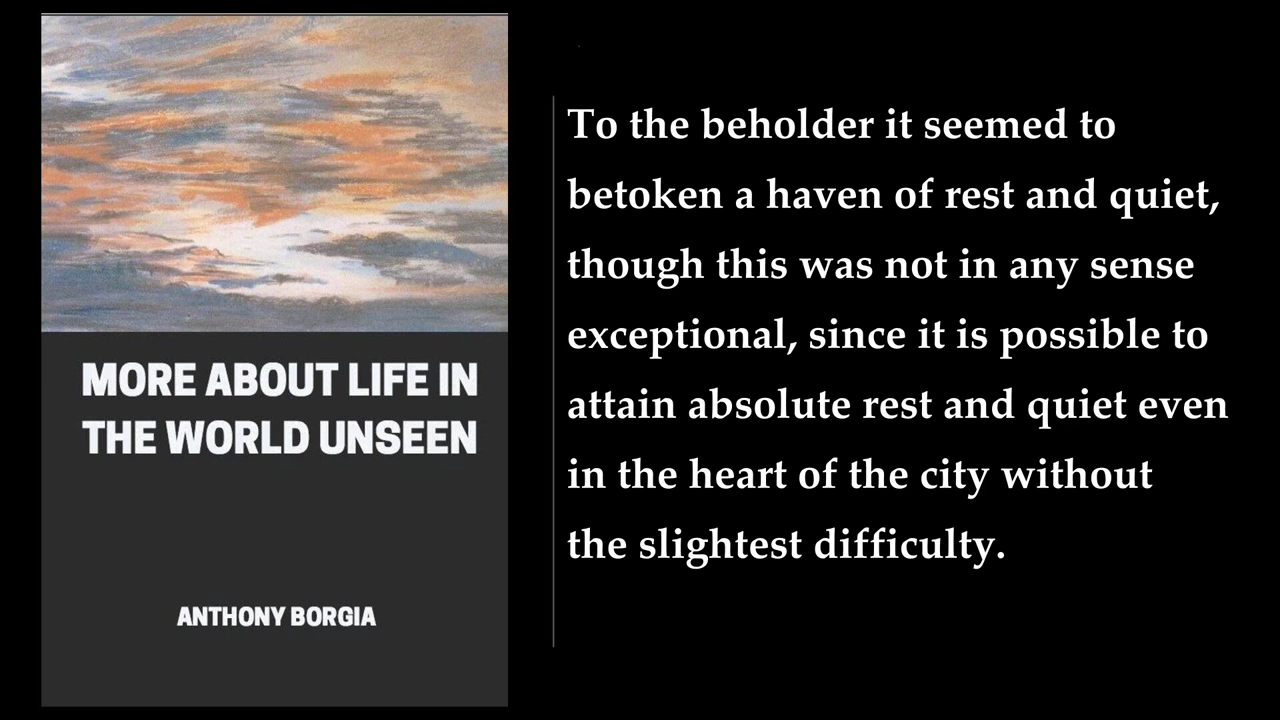 MORE ABOUT LIFE IN
THE WORLD UNSEEN
ANTHONY BORGIA
To the beholder it seemed to
betoken a haven of rest and quiet,
though this was not in any sense
exceptional, since it is possible to
attain absolute rest and quiet even
in the heart of the city without
the slightest difficulty.